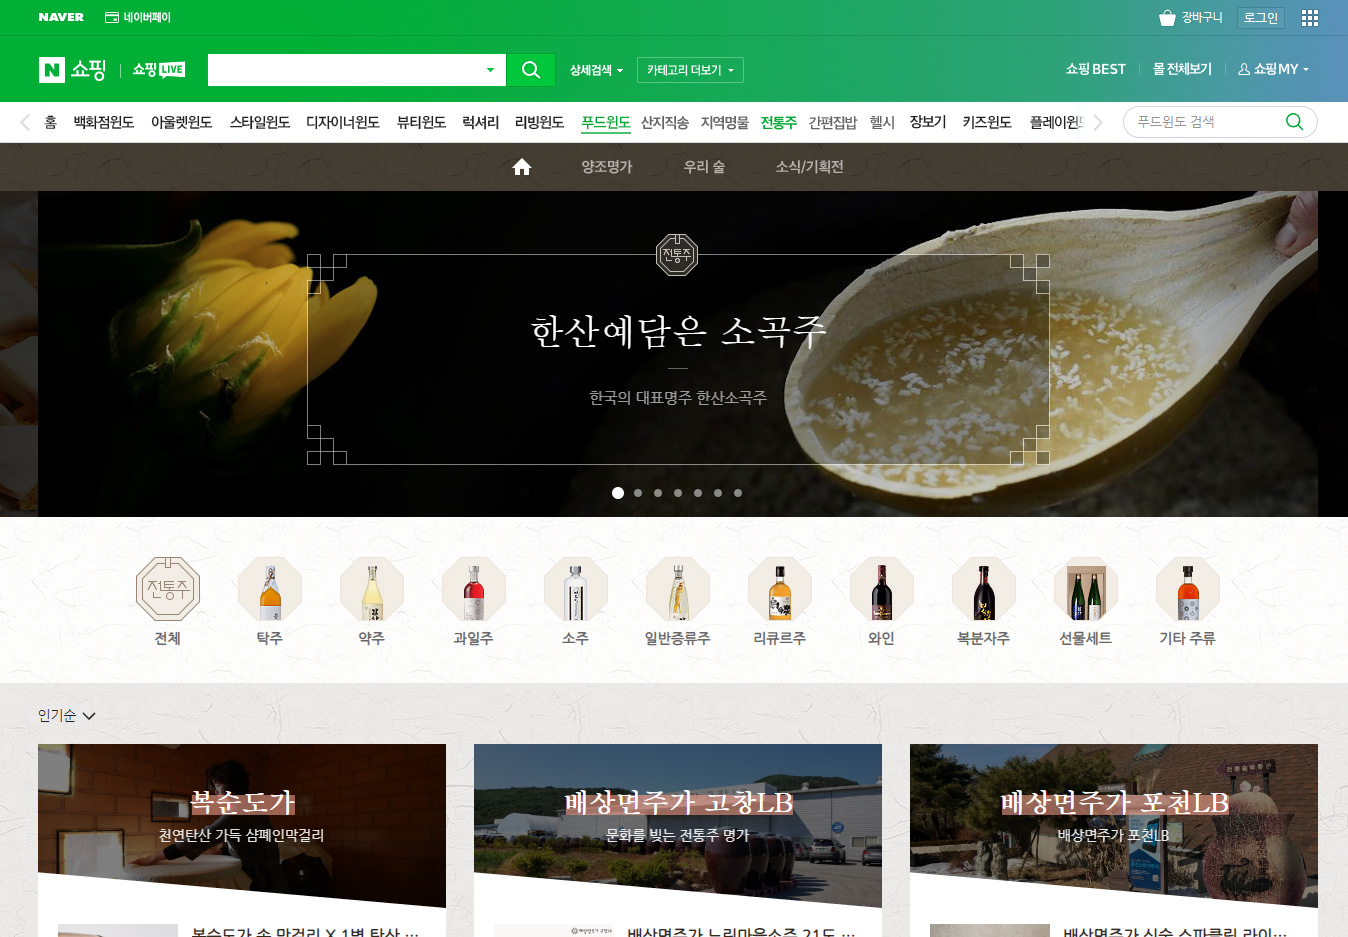 NAVER 네이버페이 장바구니 로그인
N 쇼핑 쇼핑 LIVE 상세검색 카테고리 더보기 쇼핑 BEST 몰 전체보기 쇼핑MY
홈 백화점윈도 아울렛윈도 스타일윈도 디자이너윈도 뷰티윈도 럭셔리 리빙윈도 푸드윈도 산지직송 지역명물 전통주 간편집밥 헬시 장보기 키즈윈도 플레이윈도 푸드윈도 검색
양조명가 우리 술 소식/기획전
전통주
한산예담은 소곡주
한국의 대표명주 한산소곡주
전통주
전체 탁주 약주 과일주 소주 일반증류주 리큐르주 와인 복분자주 선물세트 기타 주류
인기순
복순도가 배상면주가 고창LB 배상면주가 포천LB
천연탄산 가득 샴페인막걸리 문화를 빚는 전통주 명가 배상면주가 포천LB
복순도가 손 막걸리 X 1병 탄산 ··· 배상면주가 느린마을소주 21도 ··· 배상면주가 심술 스파클링 라이···